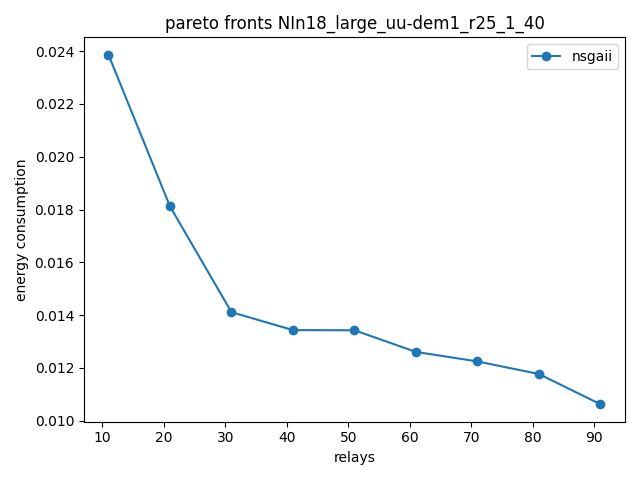 pareto fronts NIn18_large_uu-dem1_r25_1_40
nsgaii
energy consumption
0.024
0.022
0.020
0.018
0.016
0.014
0.012
0.010
10 20 30 40 50 60 70 80 90
relays